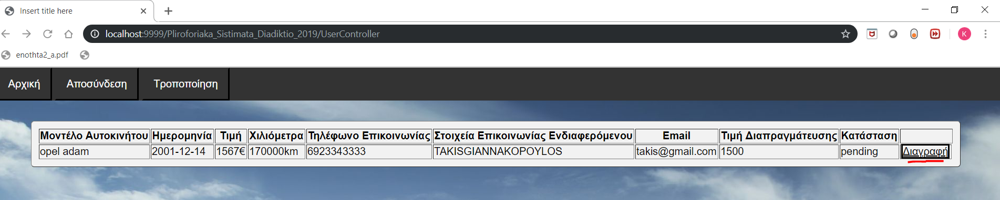 Insert title here
localhost:9999/Pliroforiaka_Sistimata_Diadiktio_2019/UserController
K
enothta2_a.pdf
Αρχική Αποσύνδεση Τροποποίηση
Μοντέλο Αυτοκινήτου Ημερομηνία Τιμή Χιλιόμετρα Τηλέφωνο Επικοινωνίας Στοιχεία Επικοινωνίας Ενδιαφερόμενου Email Τιμή Διαπραγμάτευσης Κατάσταση
opel adam 2001-12-14 1567€ 170000km 6923343333 TAKISGIANNAKOPOYLOS takis@gmail.com 1500 pending Διαγραφή